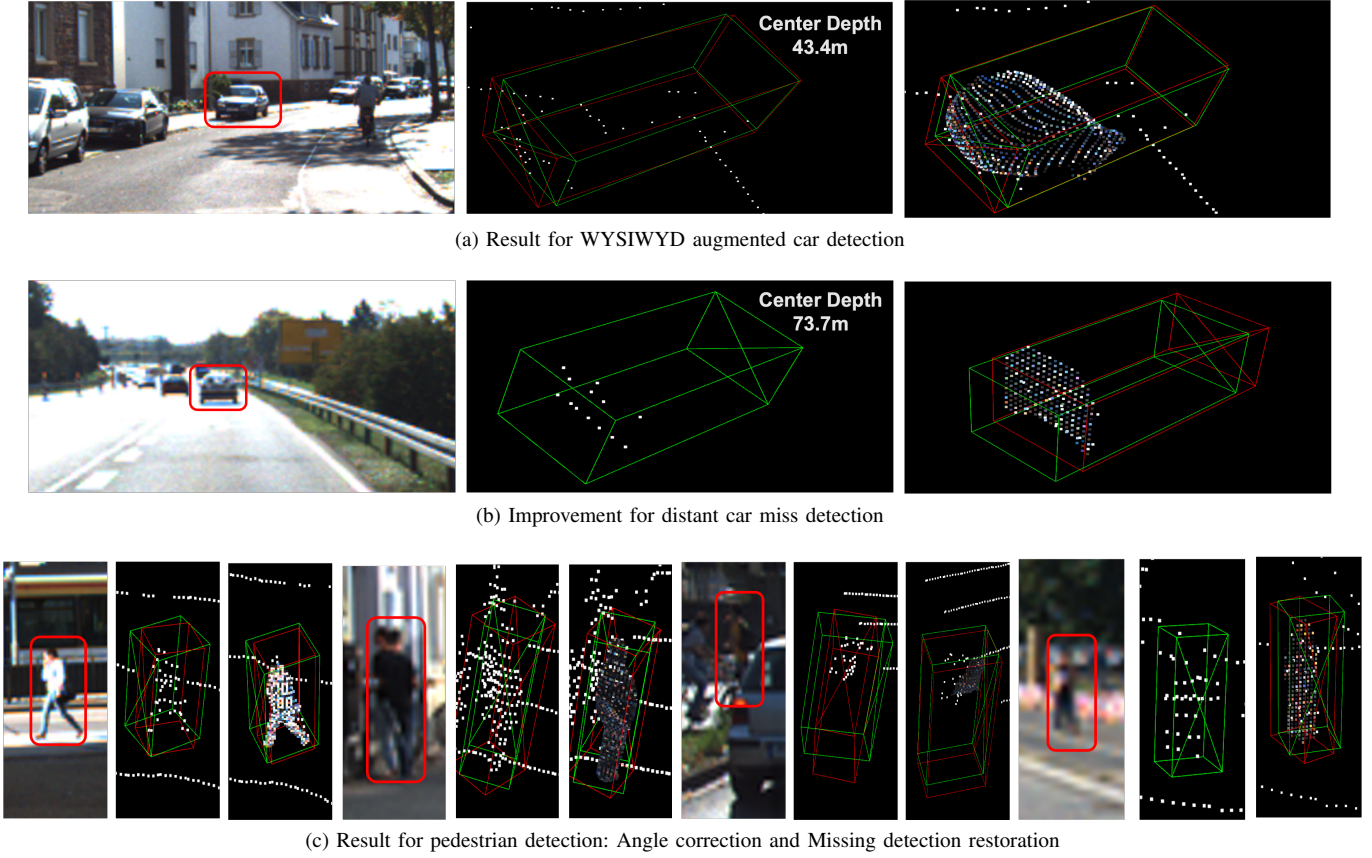 Center Depth
43.4m
(a) Result for WYSIWYD augmented car detection
Center Depth
73.7m
(b) Improvement for distant car miss detection
(c) Result for pedestrian detection: Angle correction and Missing detection restoration